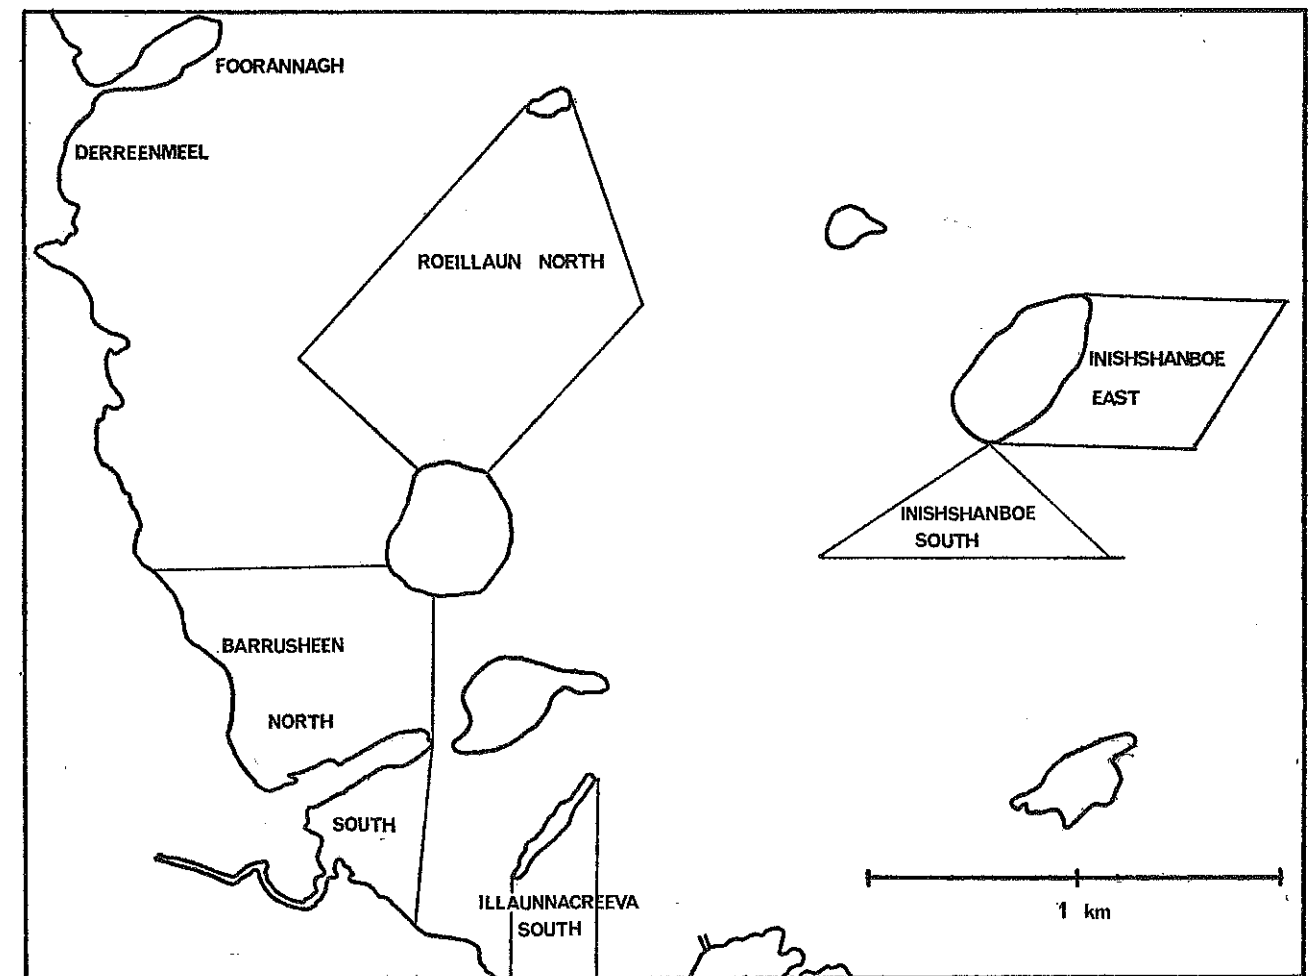 FOORANNAGH
DERREENMEEL
ROEILLAUN NORTH
INISHSHANBOE
EAST
INISHSHANBOE
SOUTH
BARRUSHEEN
NORTH
SOUTH
ILLAUNNACREEVA
SOUTH
1 km